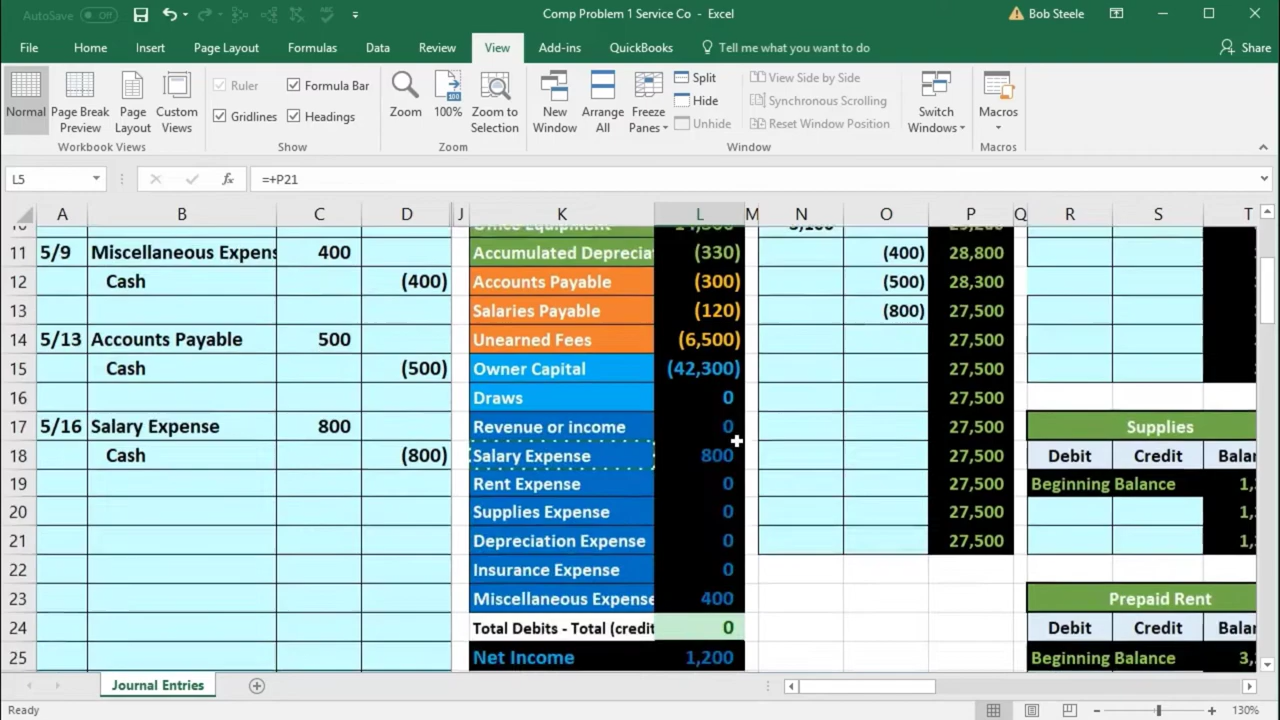 AutoSave Off Comp Problem 1 Service Co - Excel Bob Steele
File Home Insert Page Layout Formulas Data Review View Add-ins QuickBooks Tell me what you want to do Share
Normal Page Break Preview Page Layout Custom Views
Ruler Formula Bar
Gridlines Headings
Zoom 100% Zoom to Selection
New Window Arrange All Freeze Panes
Split
Hide
Unhide
View Side by Side
Synchronous Scrolling
Reset Window Position
Switch Windows Macros
Workbook Views Show Zoom Window Macros
L5 fx =+P21
A B C D J K L M N O P Q R S T
11 5/9 Miscellaneous Expens 400 Accumulated Deprecia (330) (400) 28,800
12 Cash (400) Accounts Payable (300) (500) 28,300
13 Salaries Payable (120) (800) 27,500
14 5/13 Accounts Payable 500 Unearned Fees (6,500) 27,500
15 Cash (500) Owner Capital (42,300) 27,500
16 Draws 0 27,500
17 5/16 Salary Expense 800 Revenue or income 0 27,500 Supplies
18 Cash (800) Salary Expense 800 27,500 Debit Credit Balar
19 Rent Expense 0 27,500 Beginning Balance 1,
20 Supplies Expense 0 27,500 1,
21 Depreciation Expense 0 27,500 1,
22 Insurance Expense 0
23 Miscellaneous Expense 400 Prepaid Rent
24 Total Debits - Total (credit 0 Debit Credit Balar
25 Net Income 1,200 Beginning Balance 3,
Journal Entries
Ready 130%